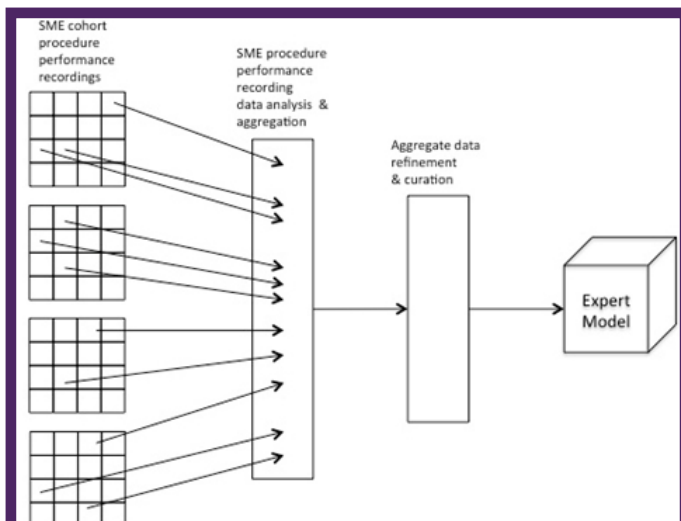 SME cohort
procedure
performance
recordings
SME procedure
performance
recording
data analysis &
aggregation
Aggregate data
refinement
& curation
Expert
Model